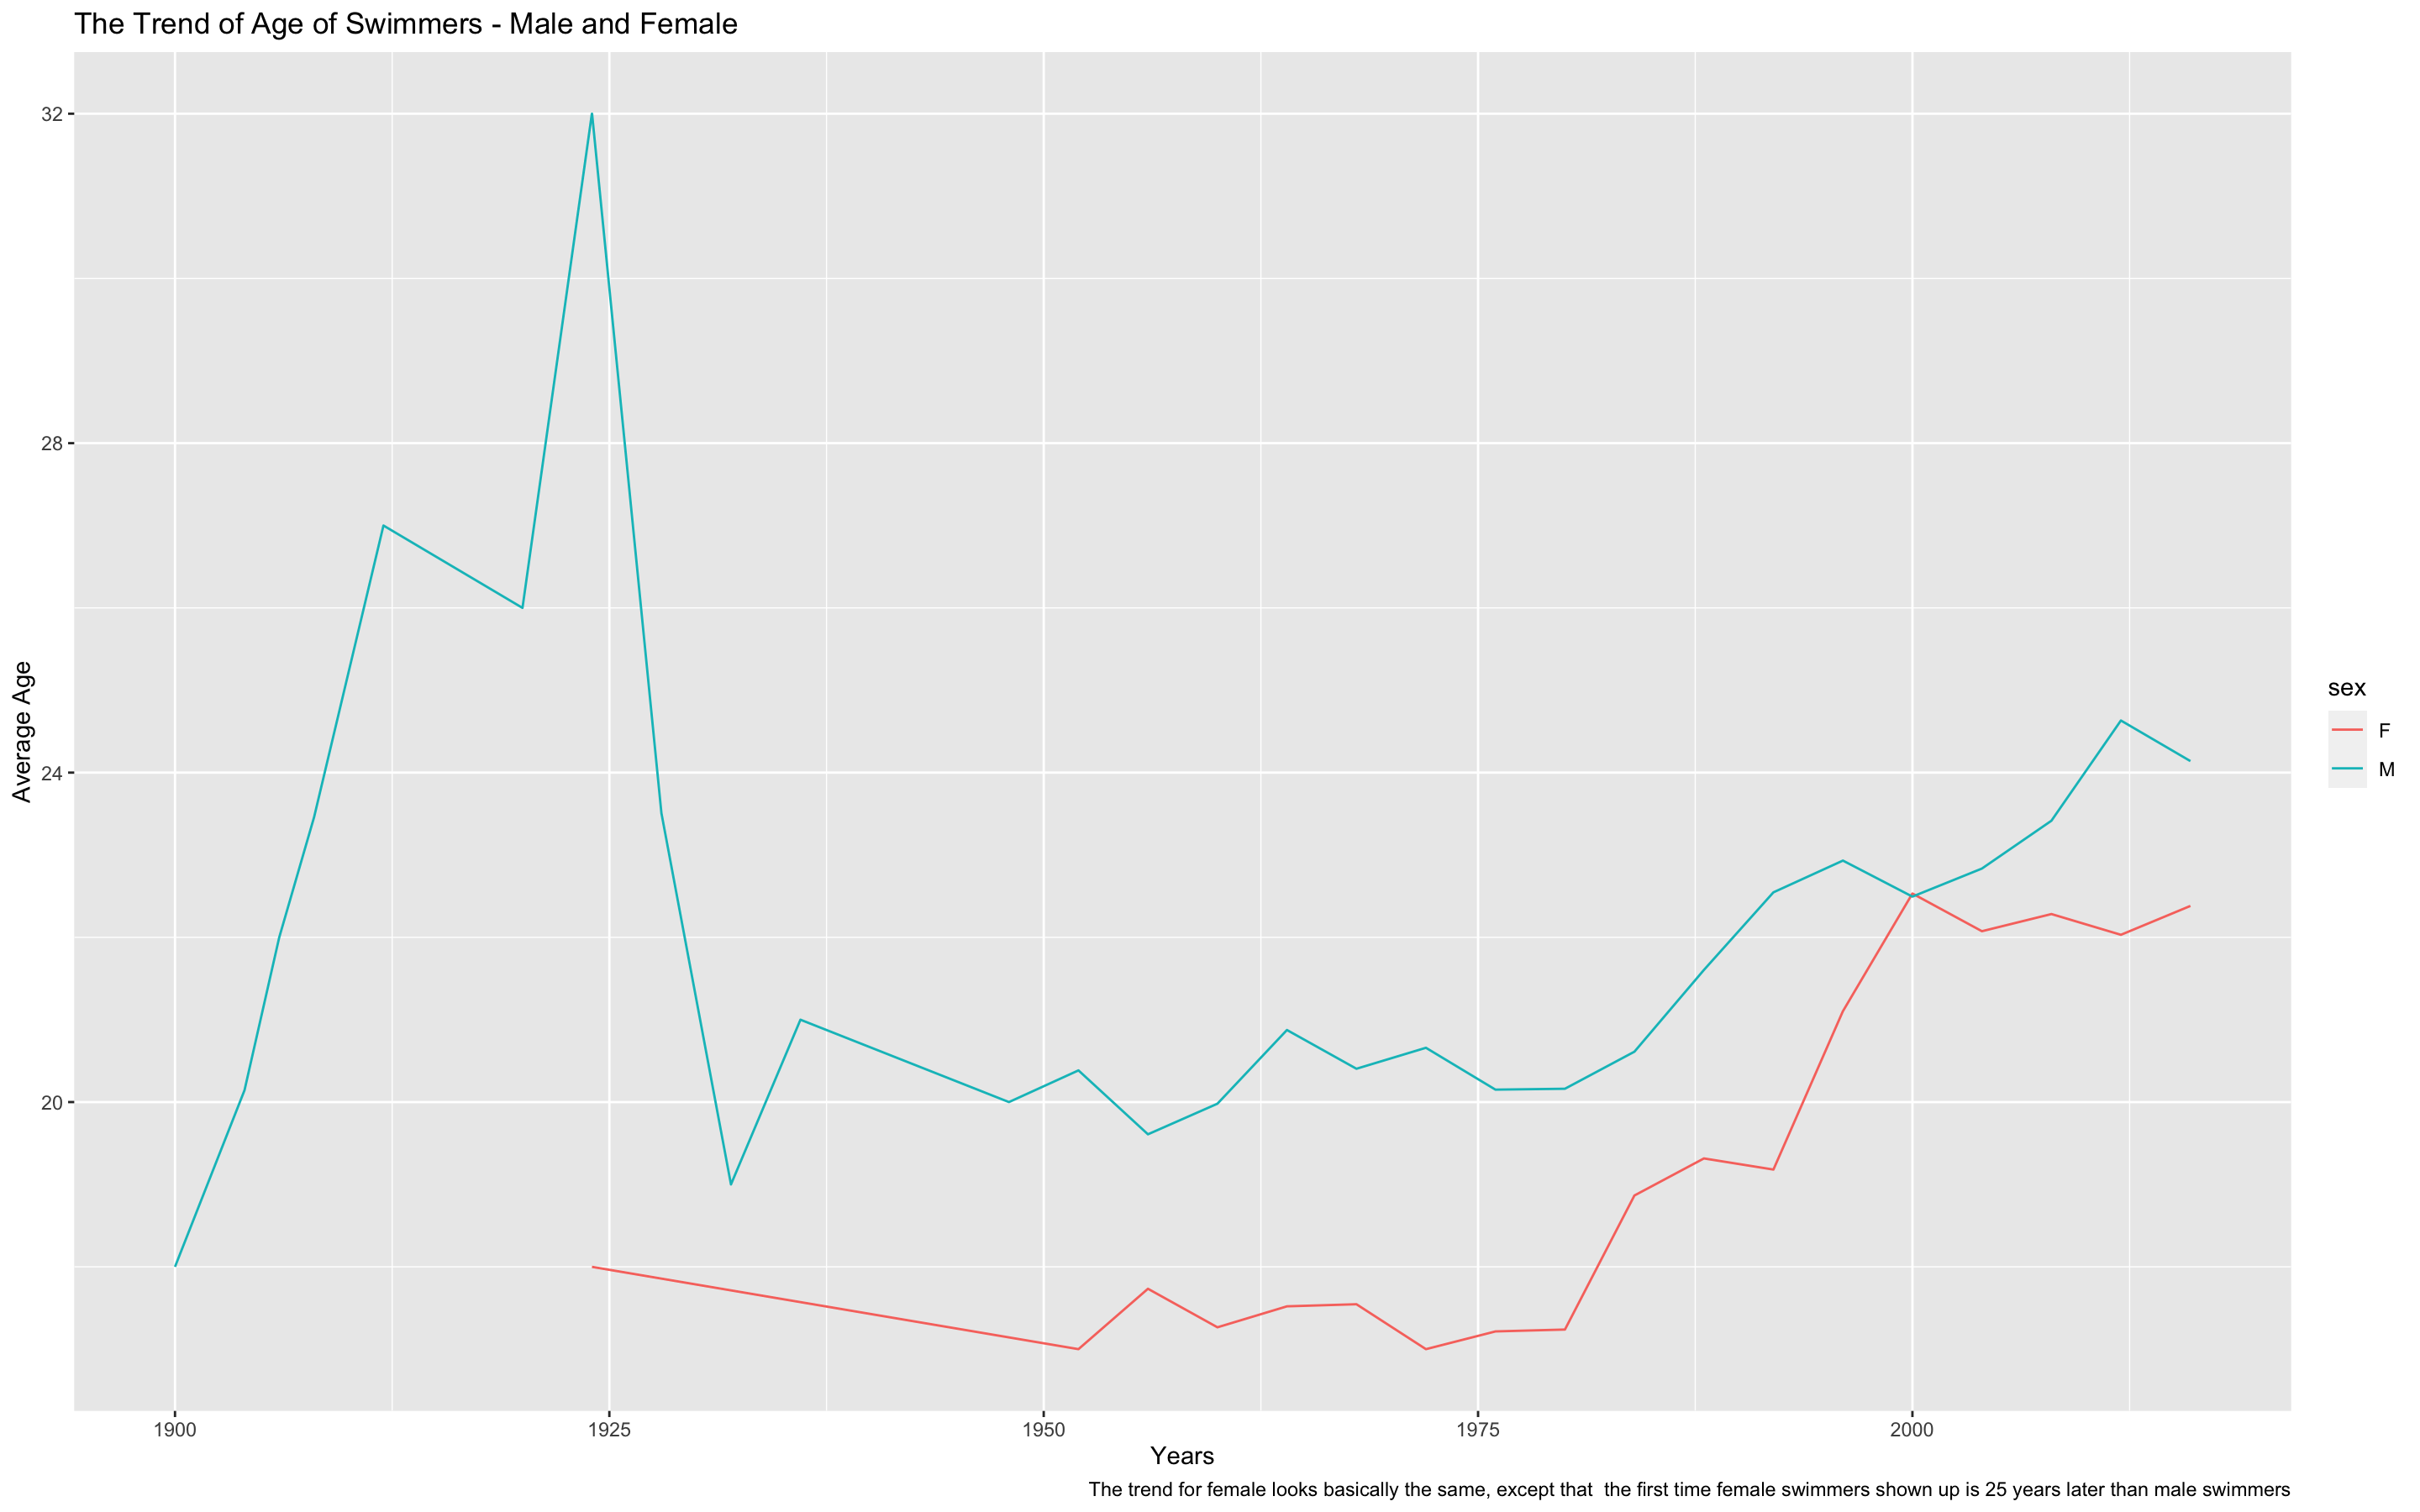 The Trend of Age of Swimmers - Male and Female
32
28
24
20
Average Age
1900
1925
1950
1975
2000
Years
sex
F
M
The trend for female looks basically the same, except that  the first time female swimmers shown up is 25 years later than male swimmers